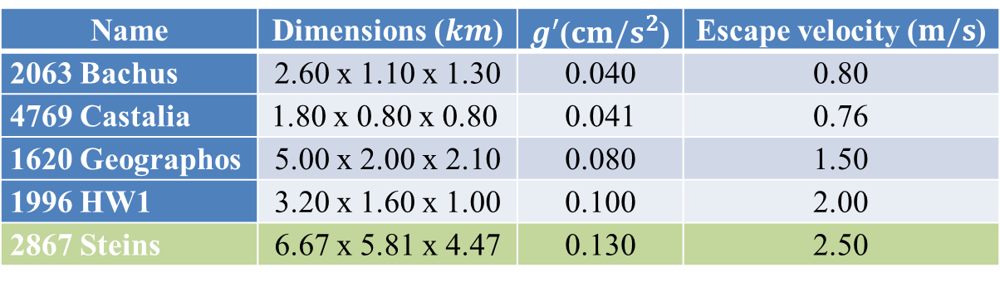 Name Dimensions (km) g′(cm/s²) Escape velocity (m/s)
2063 Bachus 2.60 x 1.10 x 1.30 0.040 0.80
4769 Castalia 1.80 x 0.80 x 0.80 0.041 0.76
1620 Geographos 5.00 x 2.00 x 2.10 0.080 1.50
1996 HW1 3.20 x 1.60 x 1.00 0.100 2.00
2867 Steins 6.67 x 5.81 x 4.47 0.130 2.50